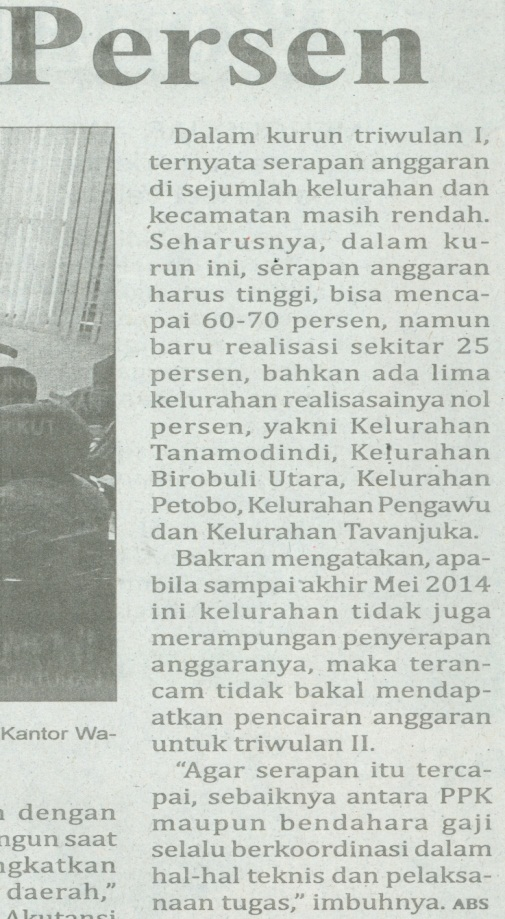 Persen
Kantor Wa-
dengan
ngun saat
ngkatkan
daerah,"
Akutansi
Dalam kurun triwulan I,
ternyata serapan anggaran
di sejumlah kelurahan dan
kecamatan masih rendah.
Seharusnya, dalam ku-
run ini, serapan anggaran
harus tinggi, bisa menca-
pai 60-70 persen, namun
baru realisasi sekitar 25
persen, bahkan ada lima
kelurahan realisasainya nol
persen, yakni Kelurahan
Tanamodindi, Kelurahan
Birobuli Utara, Kelurahan
Petobo, Kelurahan Pengawu
dan Kelurahan Tavanjuka.
Bakran mengatakan, apa-
bila sampai akhir Mei 2014
ini kelurahan tidak juga
merampungan penyerapan
anggaranya, maka teran-
cam tidak bakal mendap-
atkan pencairan anggaran
untuk triwulan II.
"Agar serapan itu terca-
pai, sebaiknya antara PPK
maupun bendahara gaji
selalu berkoordinasi dalam
hal-hal teknis dan pelaksa-
naan tugas," imbuhnya. ABS